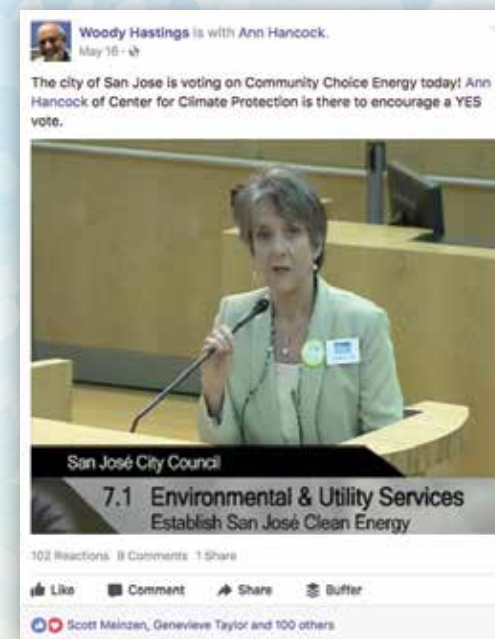 Woody Hastings is with Ann Hancock.
May 16 ·
The city of San Jose is voting on Community Choice Energy today! Ann
Hancock of Center for Climate Protection is there to encourage a YES
vote.
San José City Council
7.1 Environmental & Utility Services
Establish San José Clean Energy
102 Reactions 8 Comments 1 Share
Like Comment Share Buffer
Scott Meinzen, Genevieve Taylor and 100 others